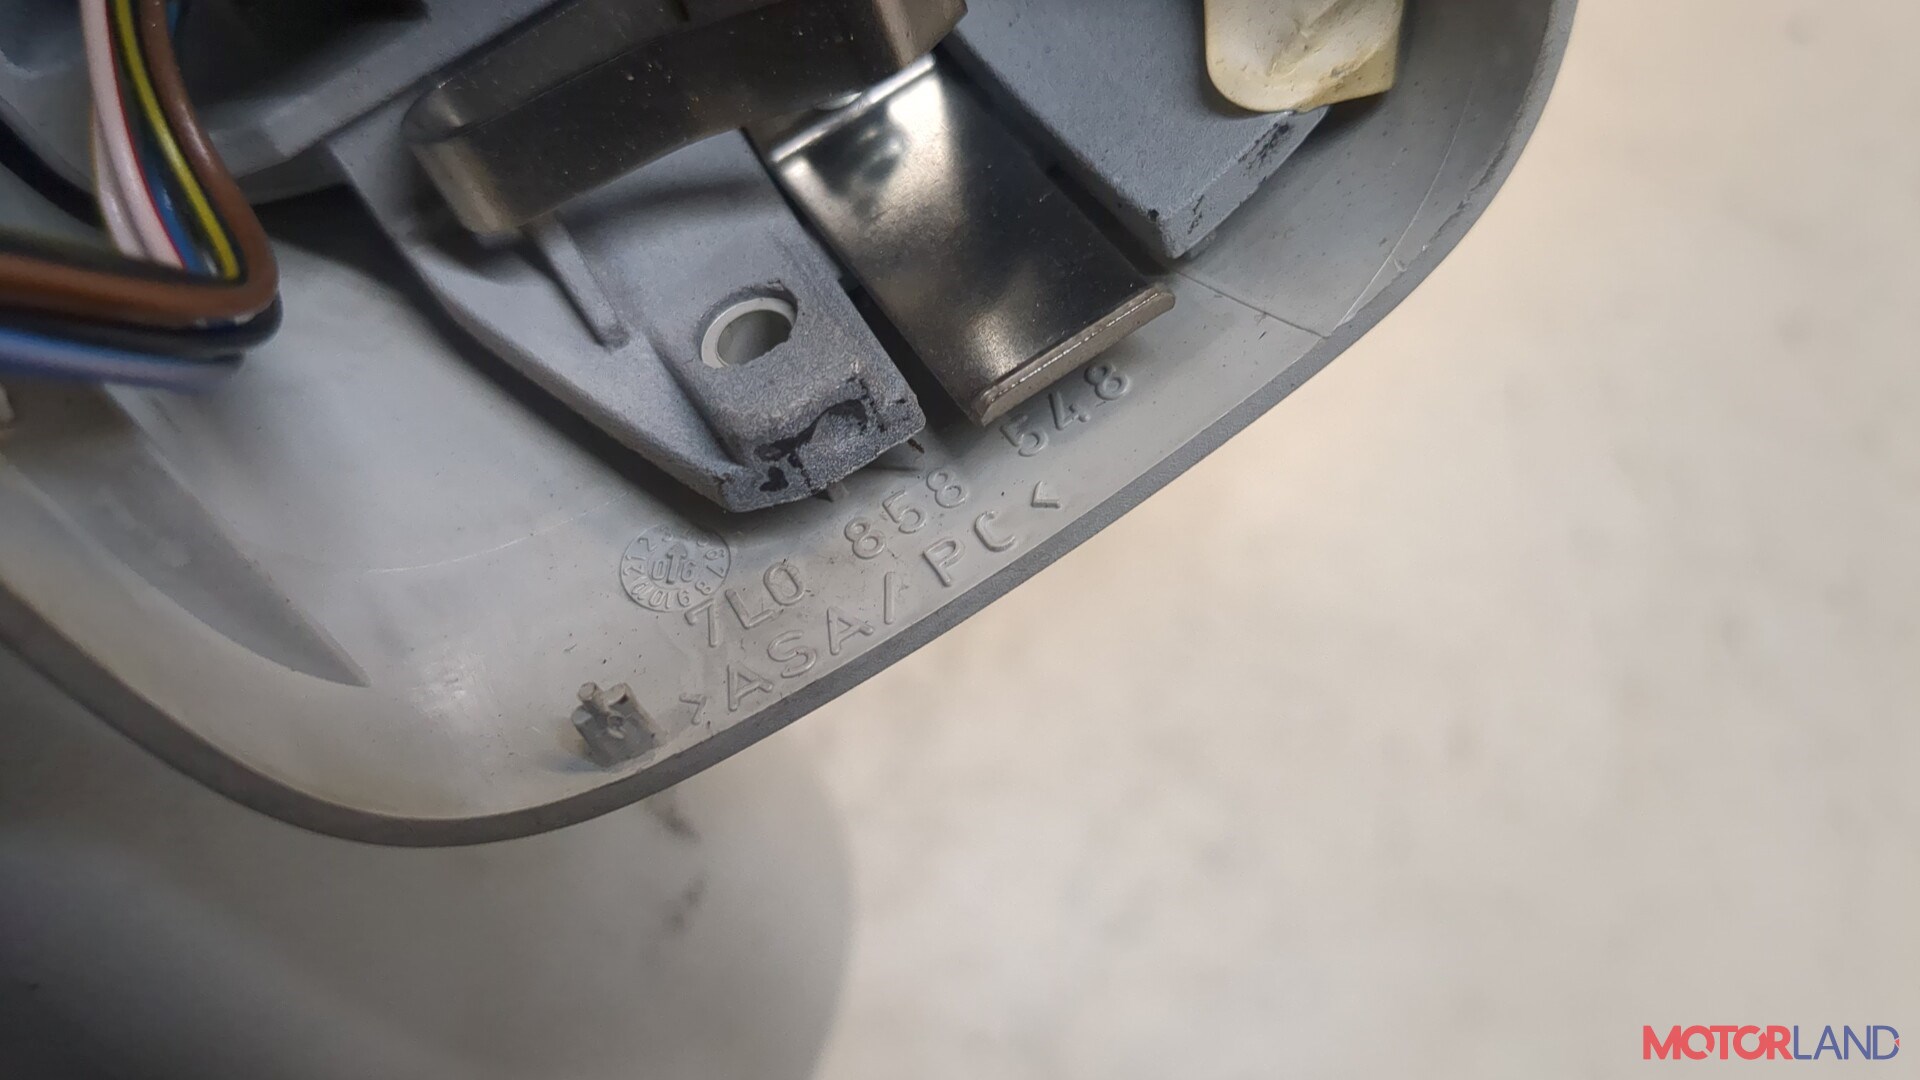 7L0 858 548
>ASA/PC<
MOTORLAND